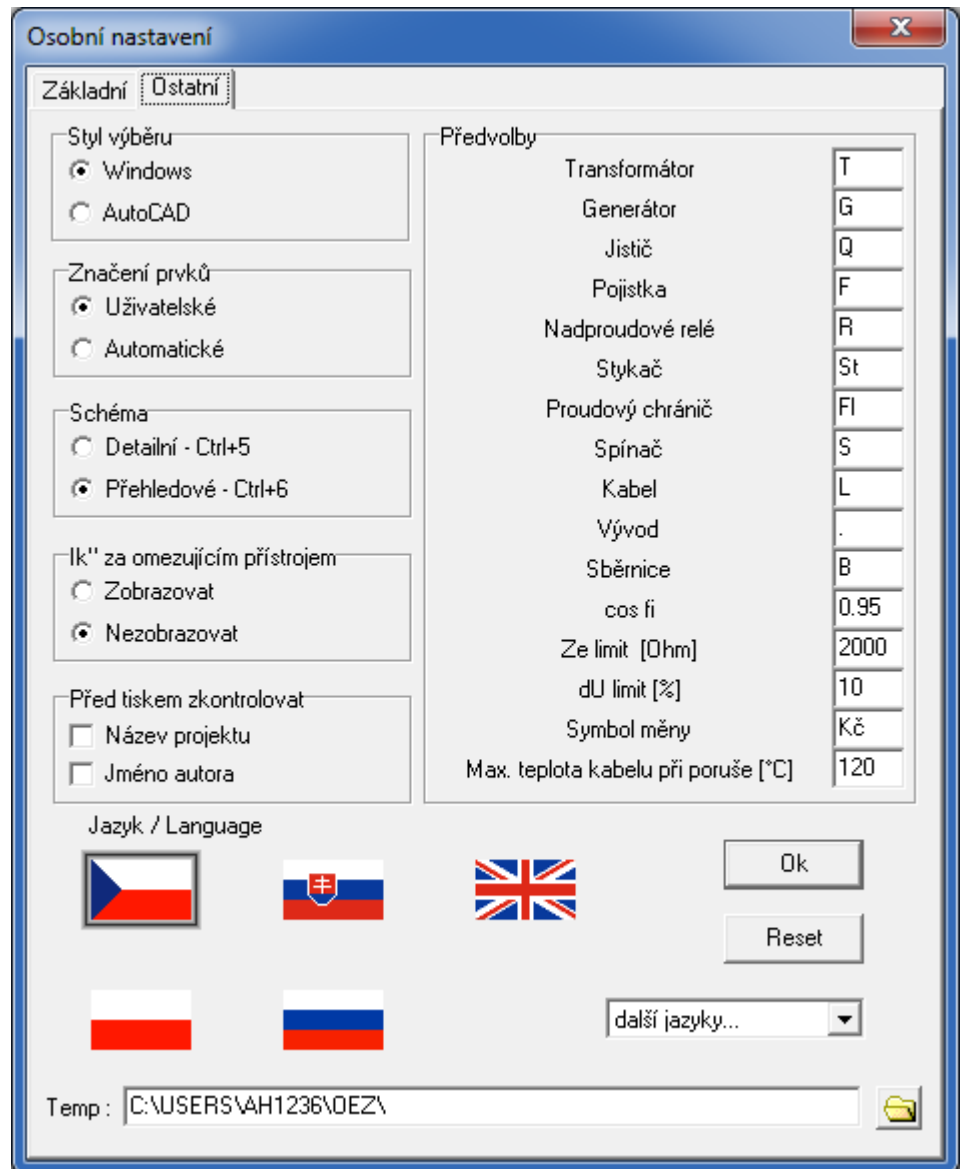 Osobní nastavení
Základní
Ostatní
Styl výběru
Windows
AutoCAD
Značení prvků
Uživatelské
Automatické
Schéma
Detailní - Ctrl+5
Přehledové - Ctrl+6
Ik'' za omezujícím přístrojem
Zobrazovat
Nezobrazovat
Před tiskem zkontrolovat
Název projektu
Jméno autora
Předvolby
Transformátor T
Generátor G
Jistič Q
Pojistka F
Nadproudové relé R
Stykač St
Proudový chránič FI
Spínač S
Kabel L
Vývod .
Sběrnice B
cos fi 0.95
Ze limit [Ohm] 2000
dU limit [%] 10
Symbol měny Kč
Max. teplota kabelu při poruše [°C] 120
Jazyk / Language
Ok
Reset
další jazyky...
Temp : C:\USERS\AH1236\OEZ\